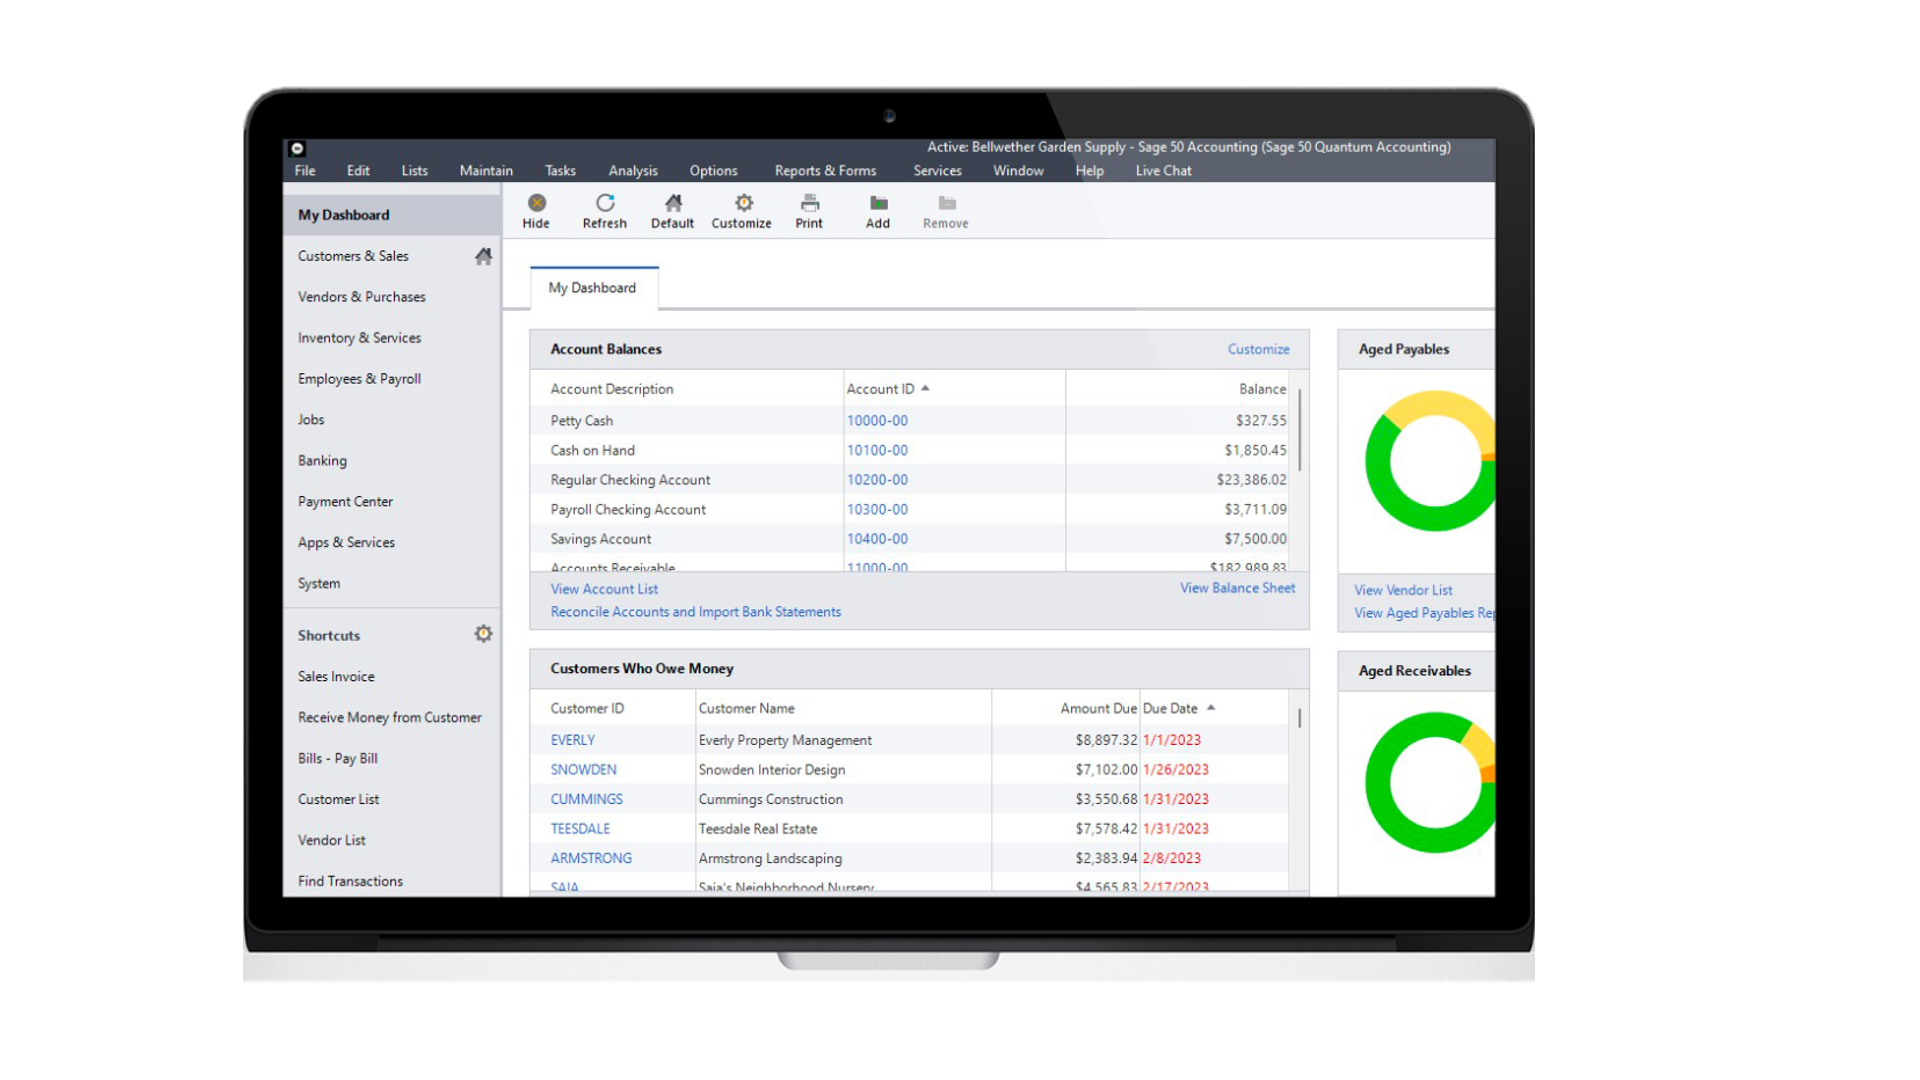 Active: Bellwether Garden Supply - Sage 50 Accounting (Sage 50 Quantum Accounting)
File Edit Lists Maintain Tasks Analysis Options Reports & Forms Services Window Help Live Chat
My Dashboard
Customers & Sales
Vendors & Purchases
Inventory & Services
Employees & Payroll
Jobs
Banking
Payment Center
Apps & Services
System
Shortcuts
Sales Invoice
Receive Money from Customer
Bills - Pay Bill
Customer List
Vendor List
Find Transactions
Hide Refresh Default Customize Print Add Remove
My Dashboard
Account Balances Customize
Account Description Account ID Balance
Petty Cash 10000-00 $327.55
Cash on Hand 10100-00 $1,850.45
Regular Checking Account 10200-00 $23,386.02
Payroll Checking Account 10300-00 $3,711.09
Savings Account 10400-00 $7,500.00
Accounts Receivable 11000-00 $182,989.83
View Account List View Balance Sheet
Reconcile Accounts and Import Bank Statements
Customers Who Owe Money
Customer ID Customer Name Amount Due Due Date
EVERLY Everly Property Management $8,897.32 1/1/2023
SNOWDEN Snowden Interior Design $7,102.00 1/26/2023
CUMMINGS Cummings Construction $3,550.68 1/31/2023
TEESDALE Teesdale Real Estate $7,578.42 1/31/2023
ARMSTRONG Armstrong Landscaping $2,383.94 2/8/2023
SAIA Saia's Neighborhood Nursery $4,565.83 2/17/2023
Aged Payables
View Vendor List
View Aged Payables Rep
Aged Receivables